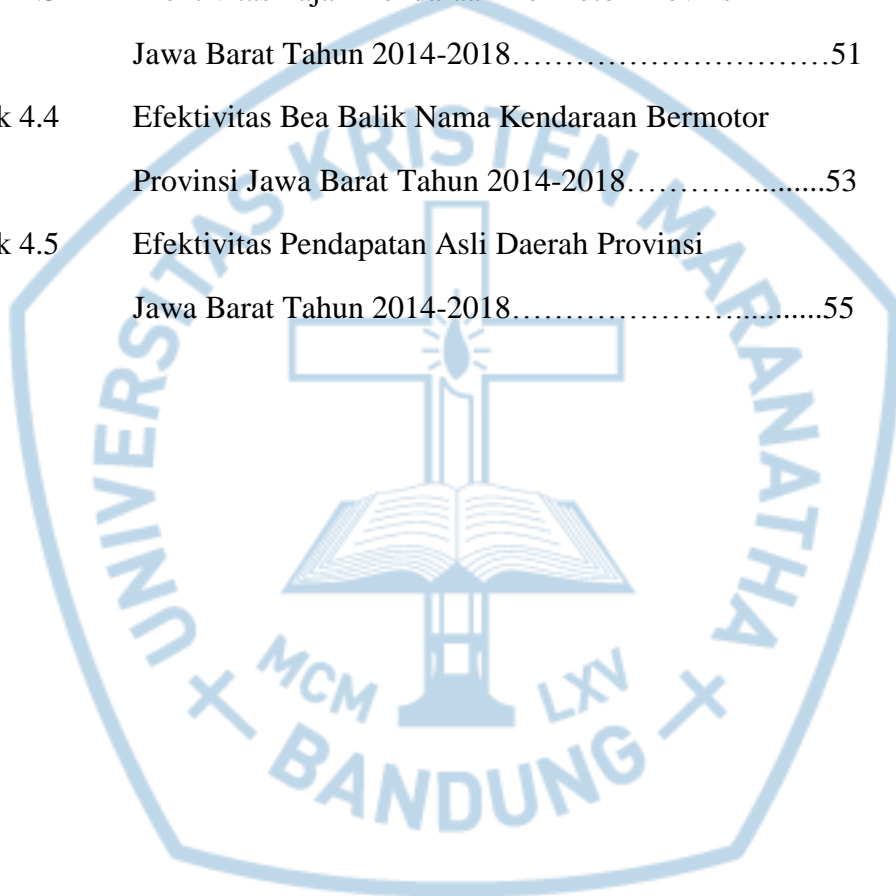 Jawa Barat Tahun 2014-2018…………………………51
k 4.4 Efektivitas Bea Balik Nama Kendaraan Bermotor
Provinsi Jawa Barat Tahun 2014-2018…………..........53
k 4.5 Efektivitas Pendapatan Asli Daerah Provinsi
Jawa Barat Tahun 2014-2018…………………...........55
UNIVERSITAS KRISTEN MARANATHA
MCM LXV
BANDUNG